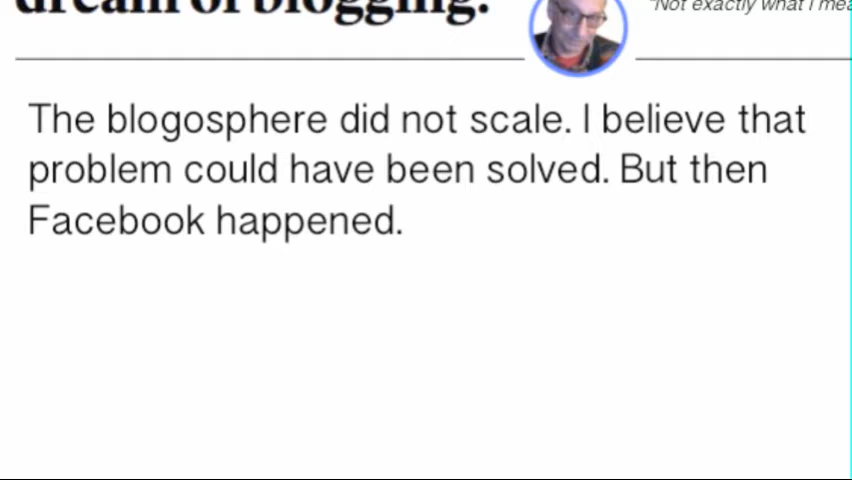 dream of blogging.
"Not exactly what I mea
The blogosphere did not scale. I believe that
problem could have been solved. But then
Facebook happened.